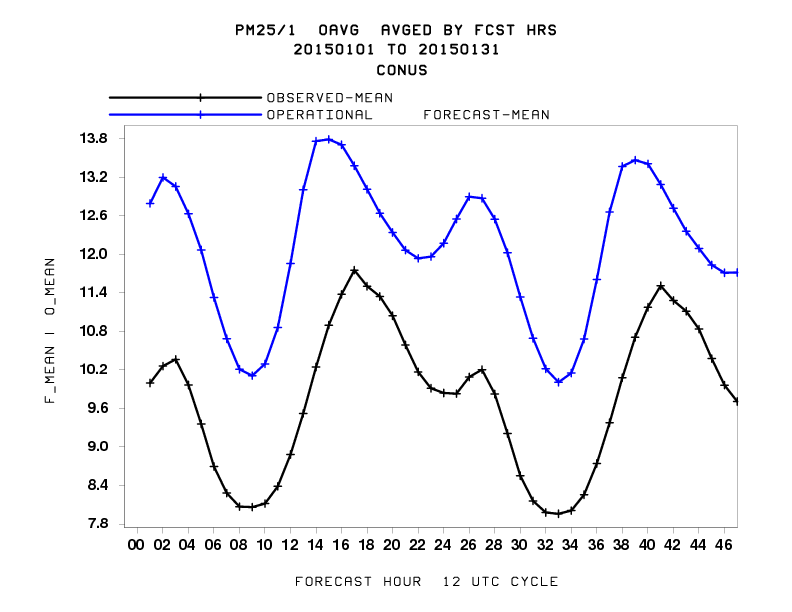 PM25/1 OAVG AVGED BY FCST HRS
20150101 TO 20150131
CONUS
OBSERVED-MEAN
OPERATIONAL FORECAST-MEAN
13.8
13.2
12.6
12.0
11.4
10.8
10.2
9.6
9.0
8.4
7.8
F_MEAN | O_MEAN
00 02 04 06 08 10 12 14 16 18 20 22 24 26 28 30 32 34 36 38 40 42 44 46
FORECAST HOUR 12 UTC CYCLE